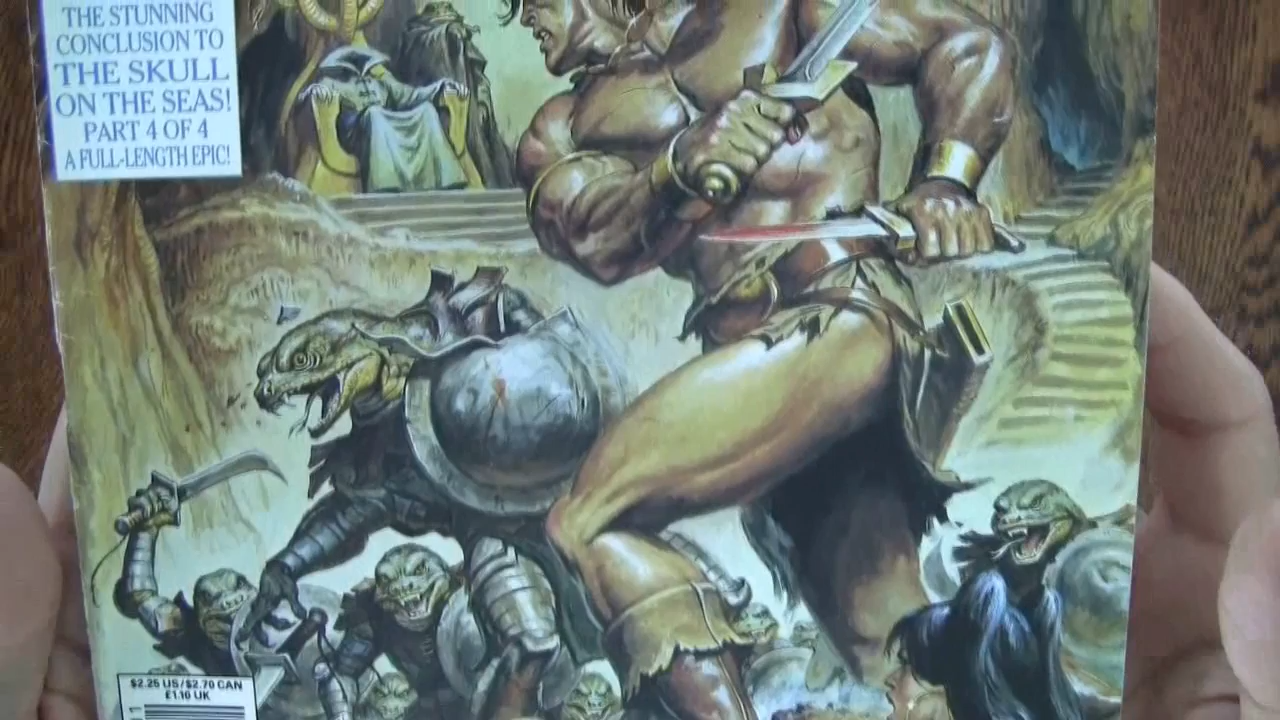 THE STUNNING
CONCLUSION TO
THE SKULL
ON THE SEAS!
PART 4 OF 4
A FULL-LENGTH EPIC!
$2.25 US/$2.70 CAN
£1.10 UK
11